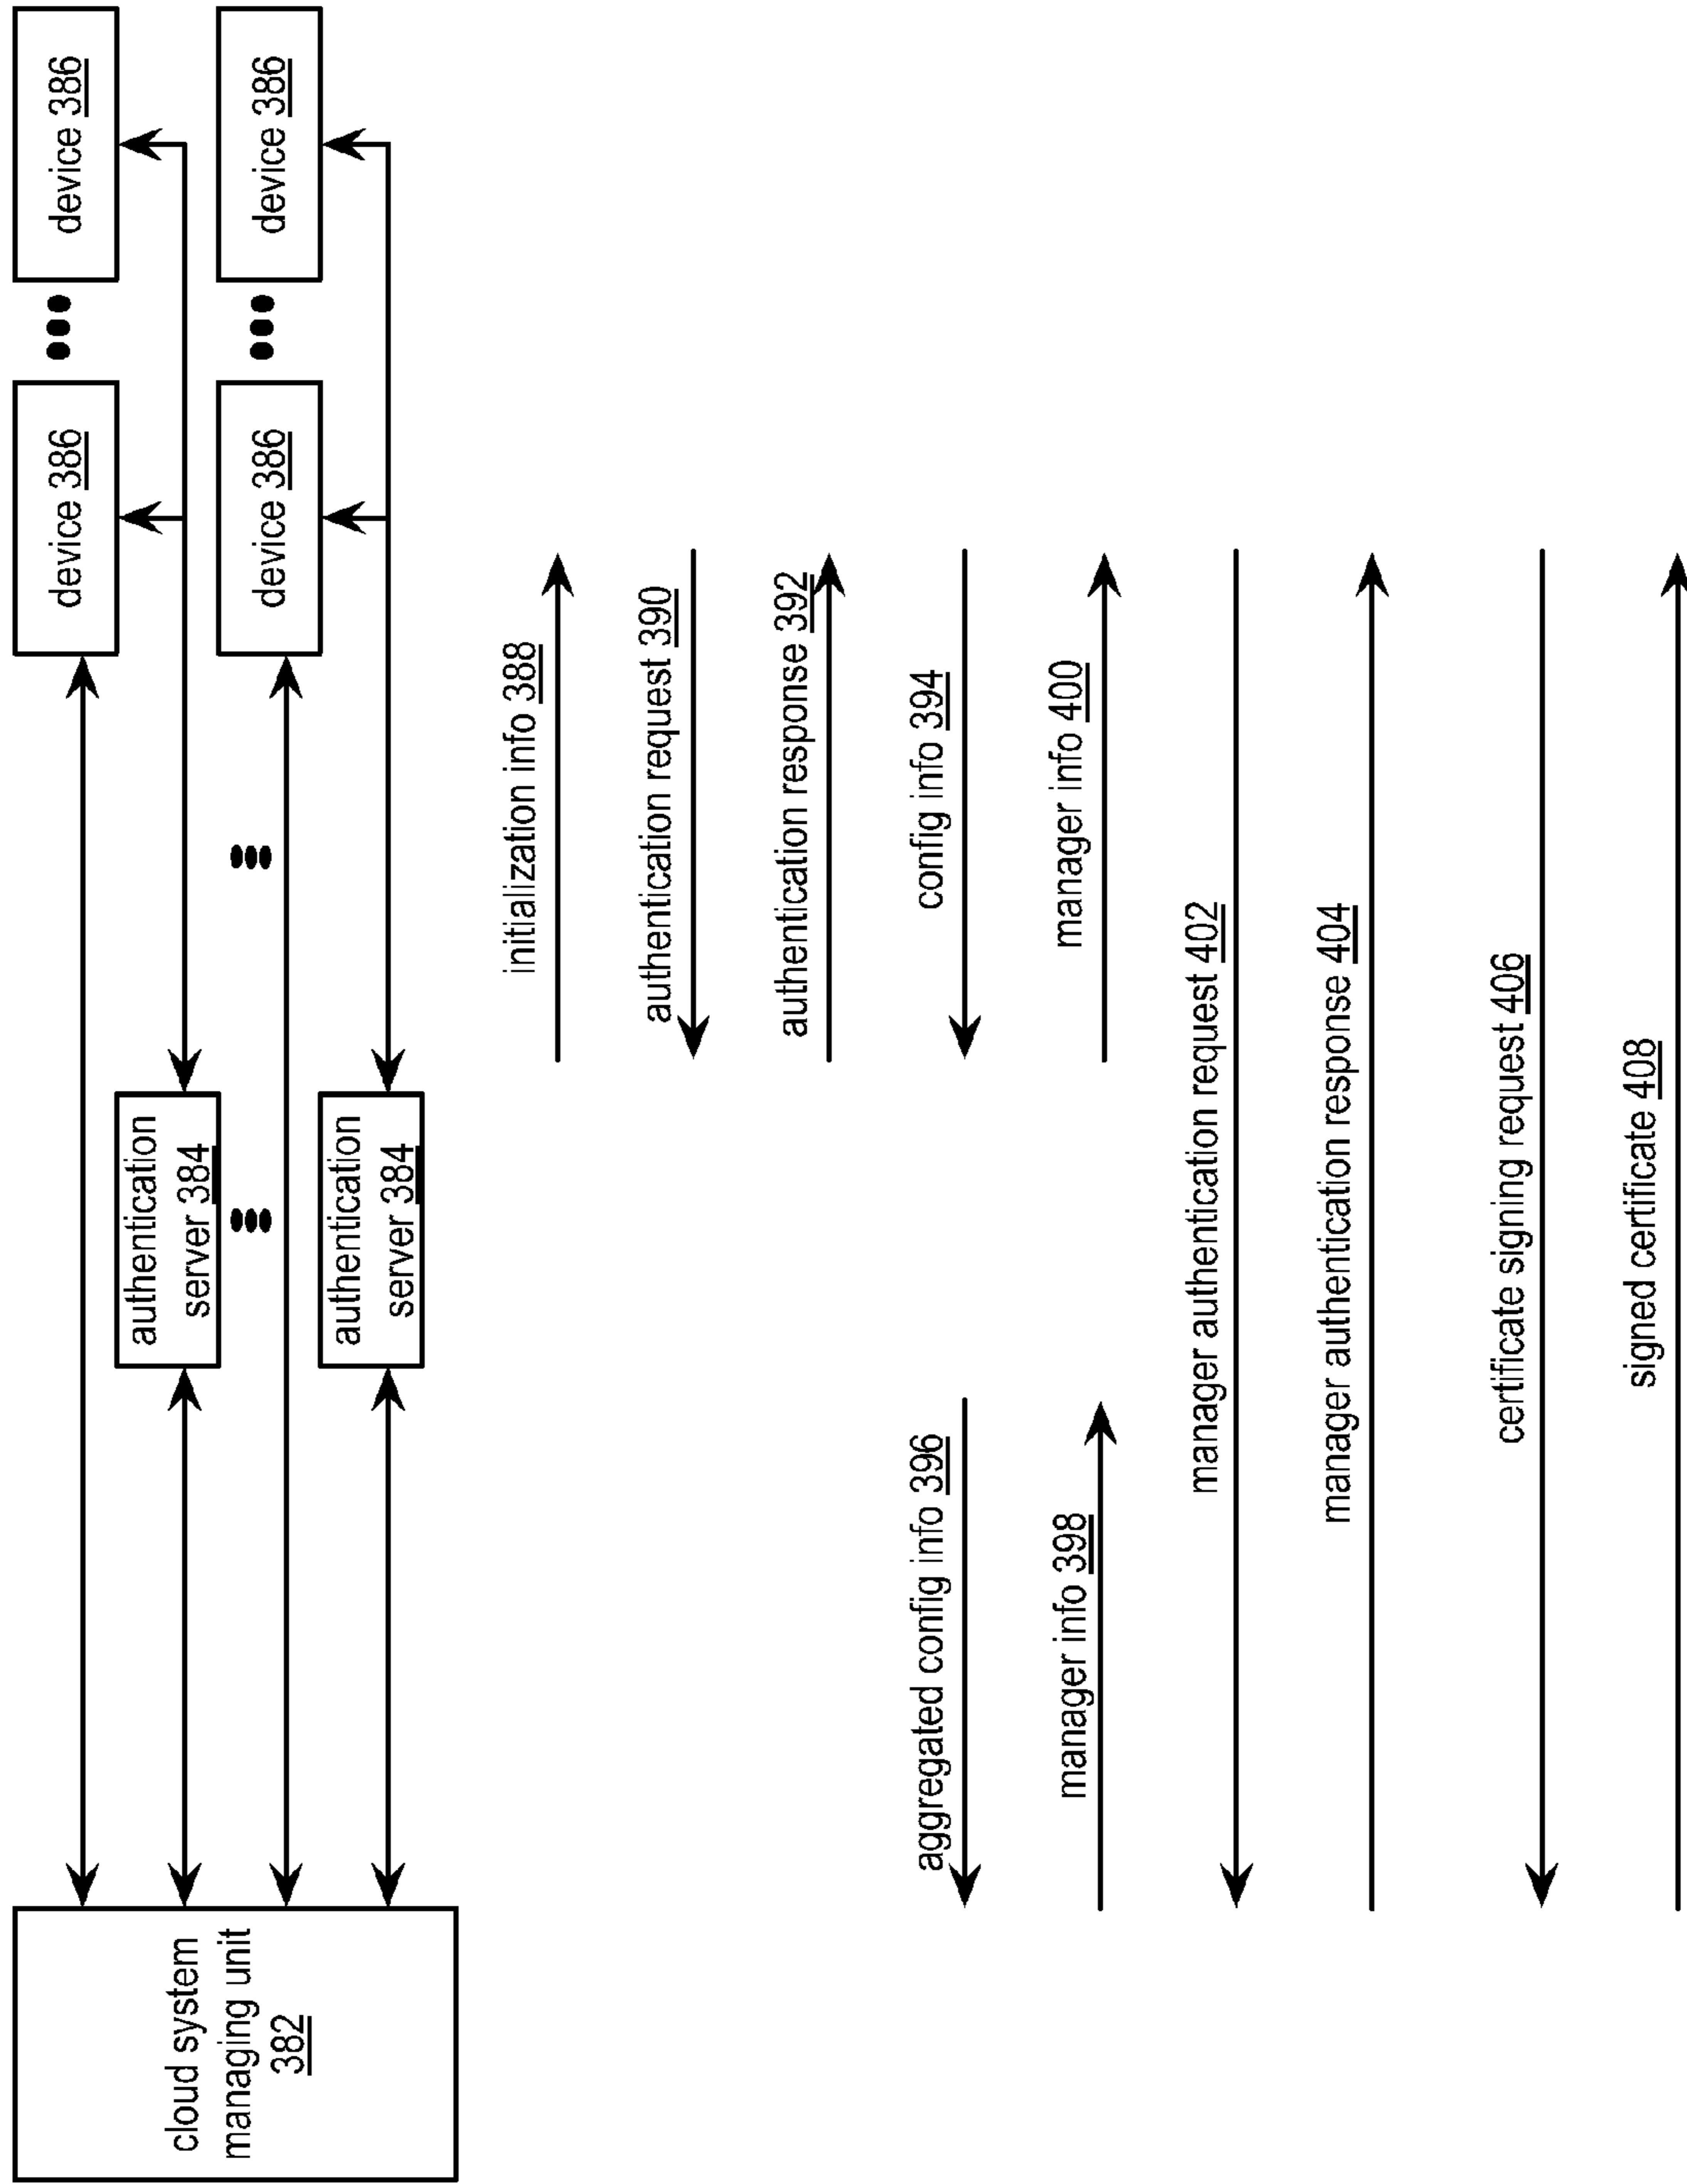 cloud system
managing unit
382
authentication
server 384
device 386
device 386
authentication
server 384
device 386
device 386
initialization info 388
authentication request 390
authentication response 392
aggregated config info 396
config info 394
manager info 398
manager info 400
manager authentication request 402
manager authentication response 404
certificate signing request 406
signed certificate 408